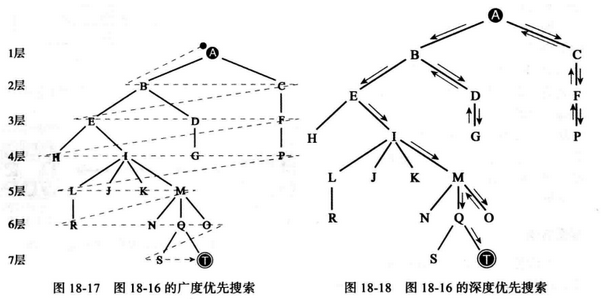 1层 A
2层 B C
3层 E D F
4层 H I G P
5层 L J K M
6层 R N Q O
7层 S T
图 18-17 图 18-16 的广度优先搜索
A
B C
E D F
H I G P
L J K M
R N Q O
S T
图 18-18 图 18-16 的深度优先搜索